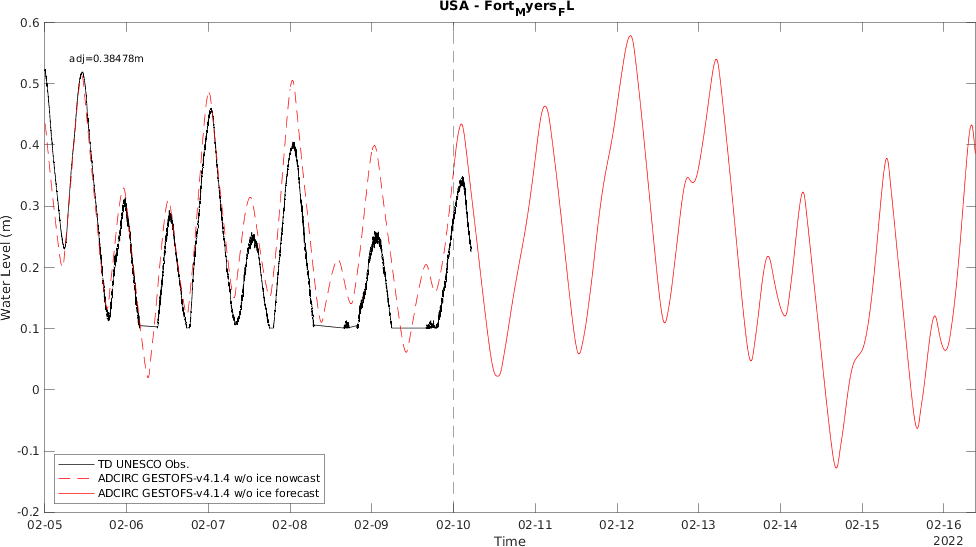 USA - Fort_Myers_FL
0.6
adj=0.38478m
0.5
0.4
0.3
0.2
0.1
0
-0.1
-0.2
Water Level (m)
TD UNESCO Obs.
ADCIRC GESTOFS-v4.1.4 w/o ice nowcast
ADCIRC GESTOFS-v4.1.4 w/o ice forecast
02-05 02-06 02-07 02-08 02-09 02-10 02-11 02-12 02-13 02-14 02-15 02-16
Time
2022